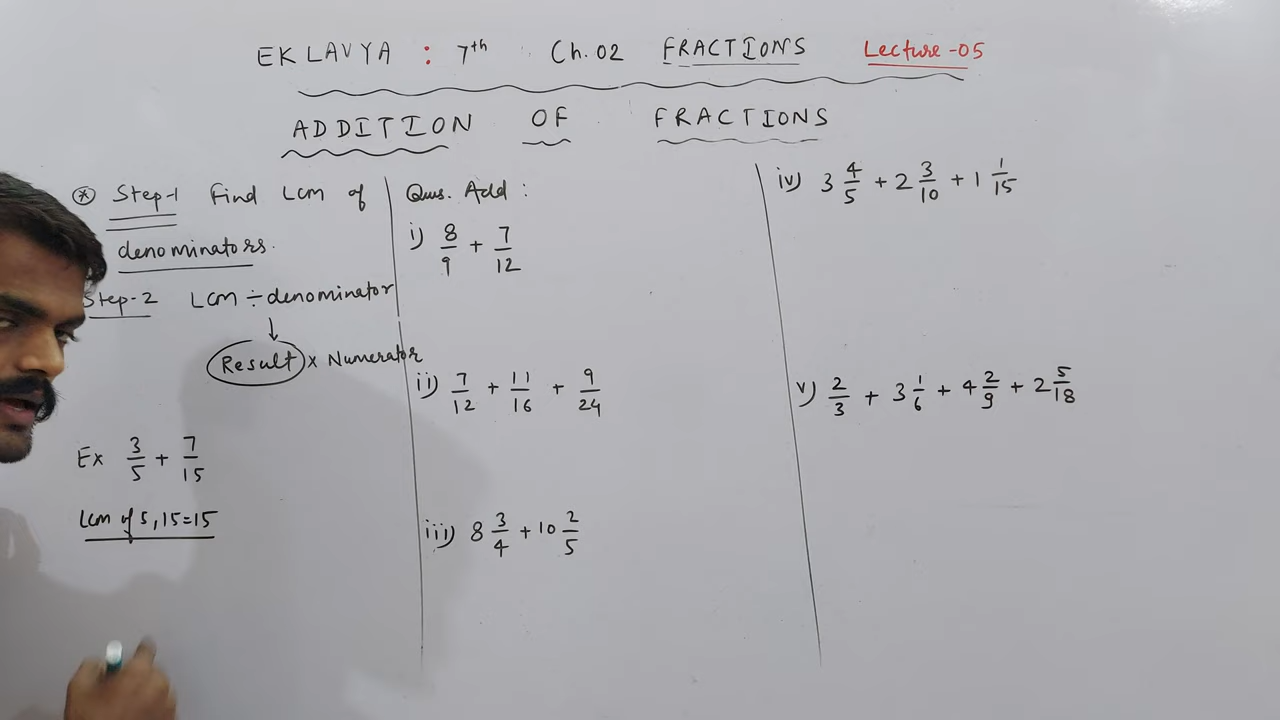 EKLAVYA : 7th Ch.02 FRACTIONS Lecture-05
ADDITION OF FRACTIONS
* Step-1 Find LCM of
denominators.
Step-2 LCM ÷ denominator
↓
Result × Numerator
Ex 3/5 + 7/15
LCM of 5,15=15
Ques. Add :
i) 8/9 + 7/12
ii) 7/12 + 11/16 + 9/24
iii) 8 3/4 + 10 2/5
iv) 3 4/5 + 2 3/10 + 1 1/15
v) 2/3 + 3 1/6 + 4 2/9 + 2 5/18